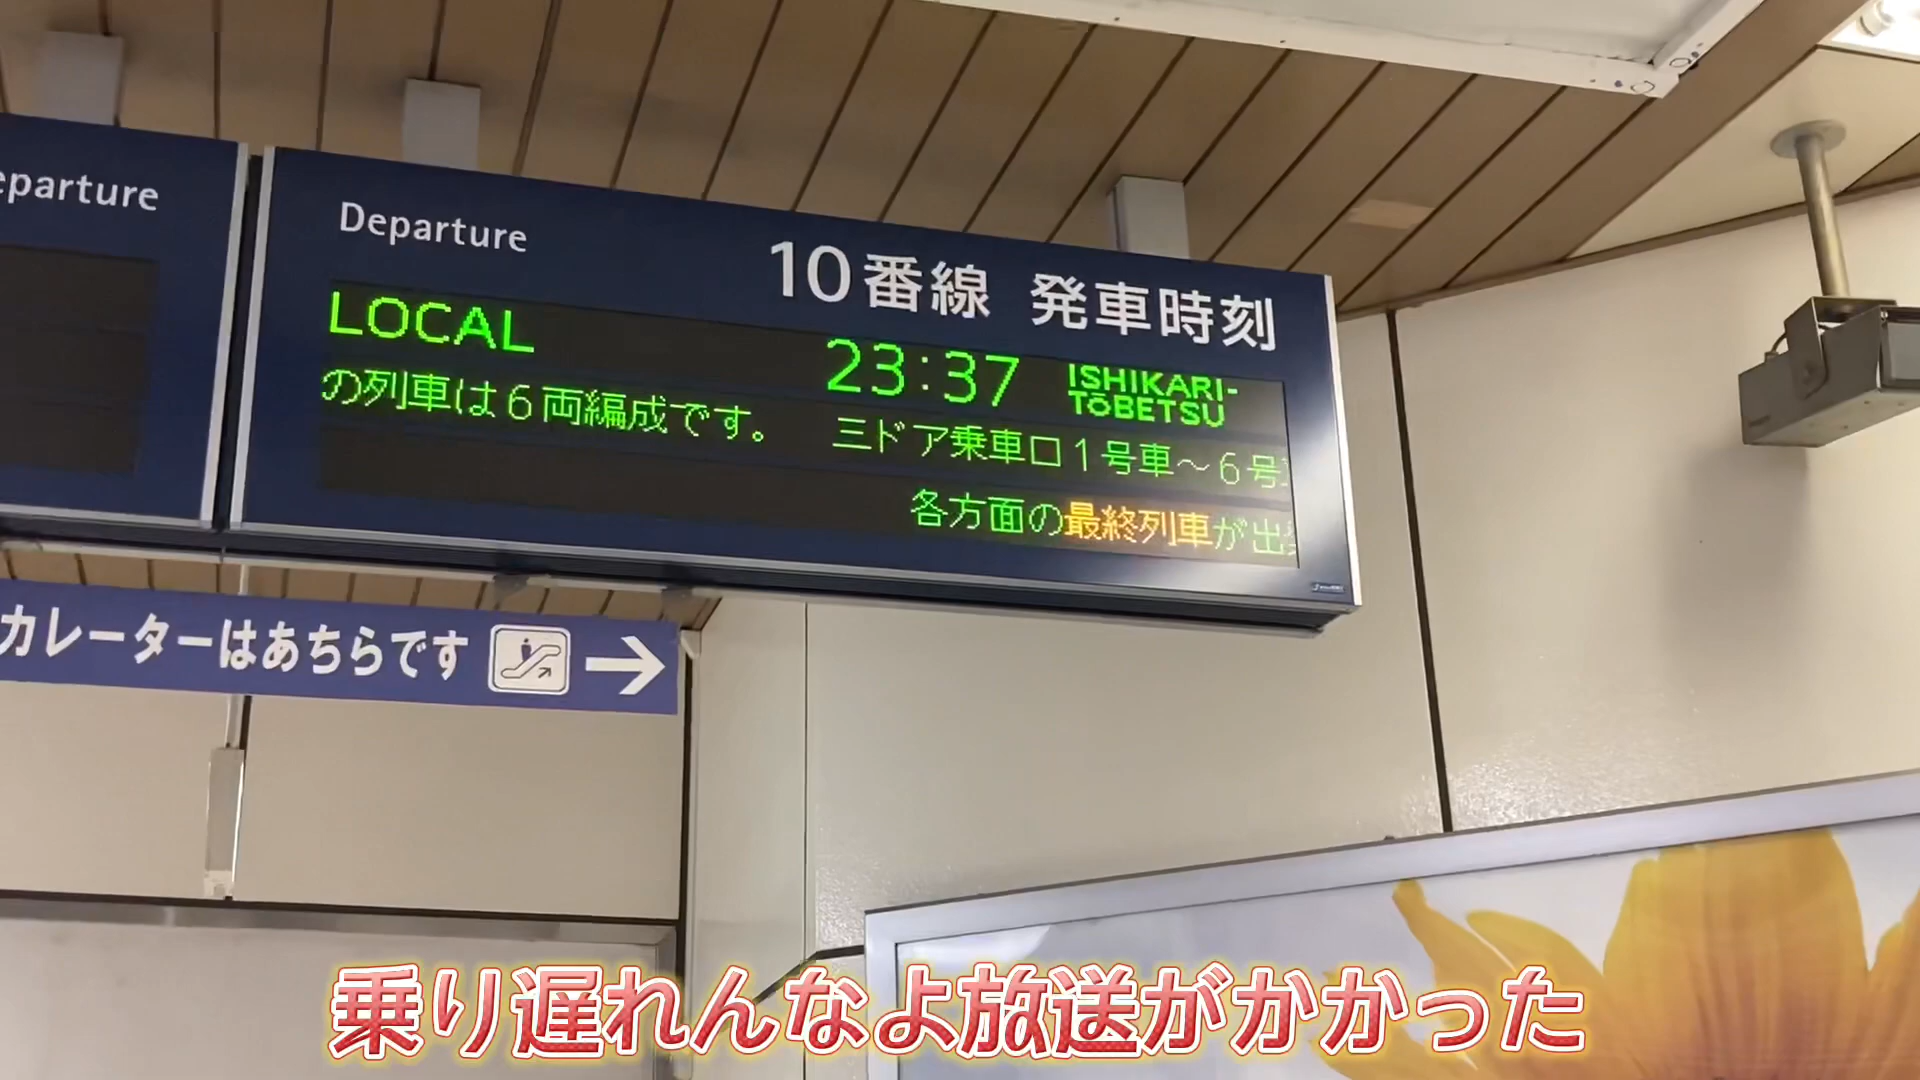 eparture
Departure
10番線 発車時刻
LOCAL 23:37 ISHIKARI-TŌBETSU
の列車は6両編成です。 三ドア乗車口1号車～6号
各方面の最終列車が出
カレーターはあちらです
乗り遅れんなよ放送がかかった